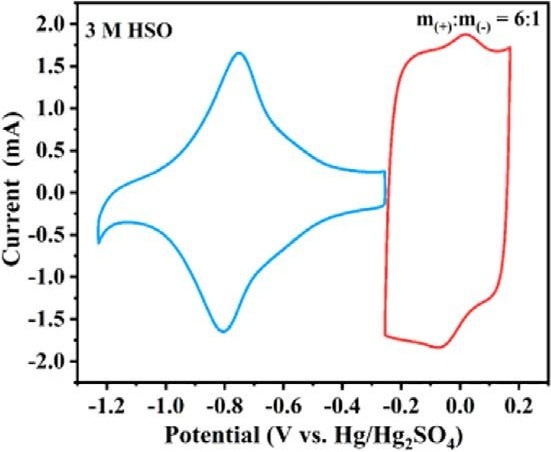 3 M HSO
m(+):m(-) = 6:1
2.0
1.5
1.0
0.5
0.0
-0.5
-1.0
-1.5
-2.0
Current (mA)
-1.2 -1.0 -0.8 -0.6 -0.4 -0.2 0.0 0.2
Potential (V vs. Hg/Hg2SO4)